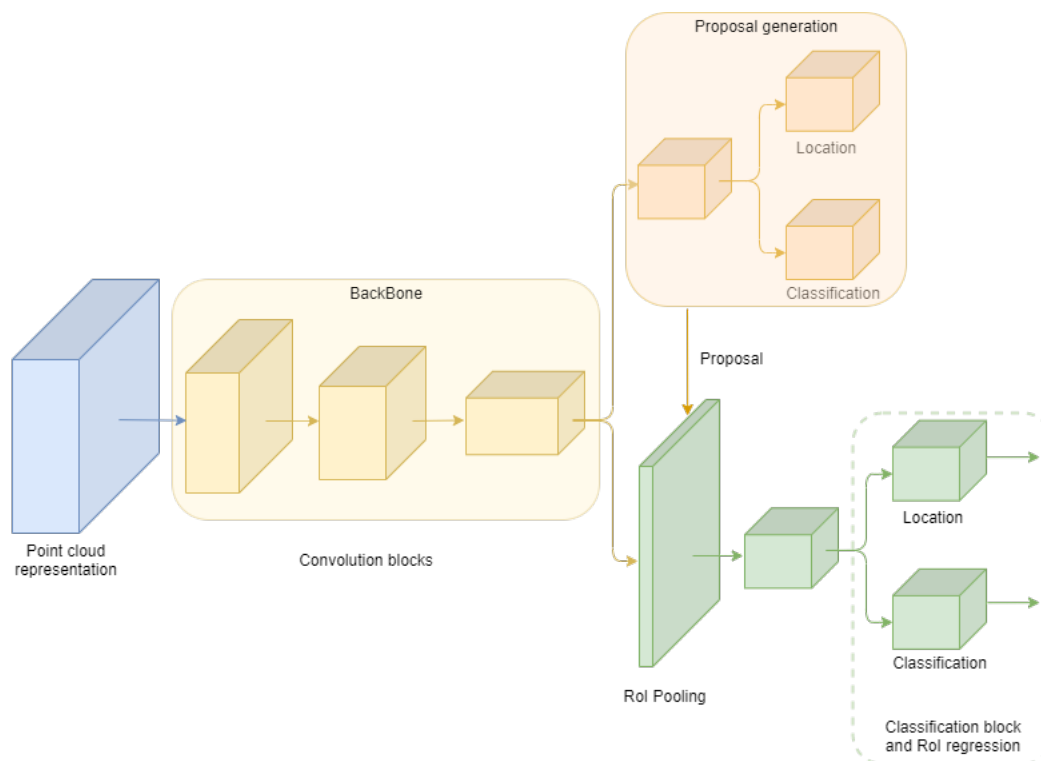 Proposal generation
Location
Classification
BackBone
Proposal
Point cloud
representation
Convolution blocks
Location
Classification
RoI Pooling
Classification block
and RoI regression